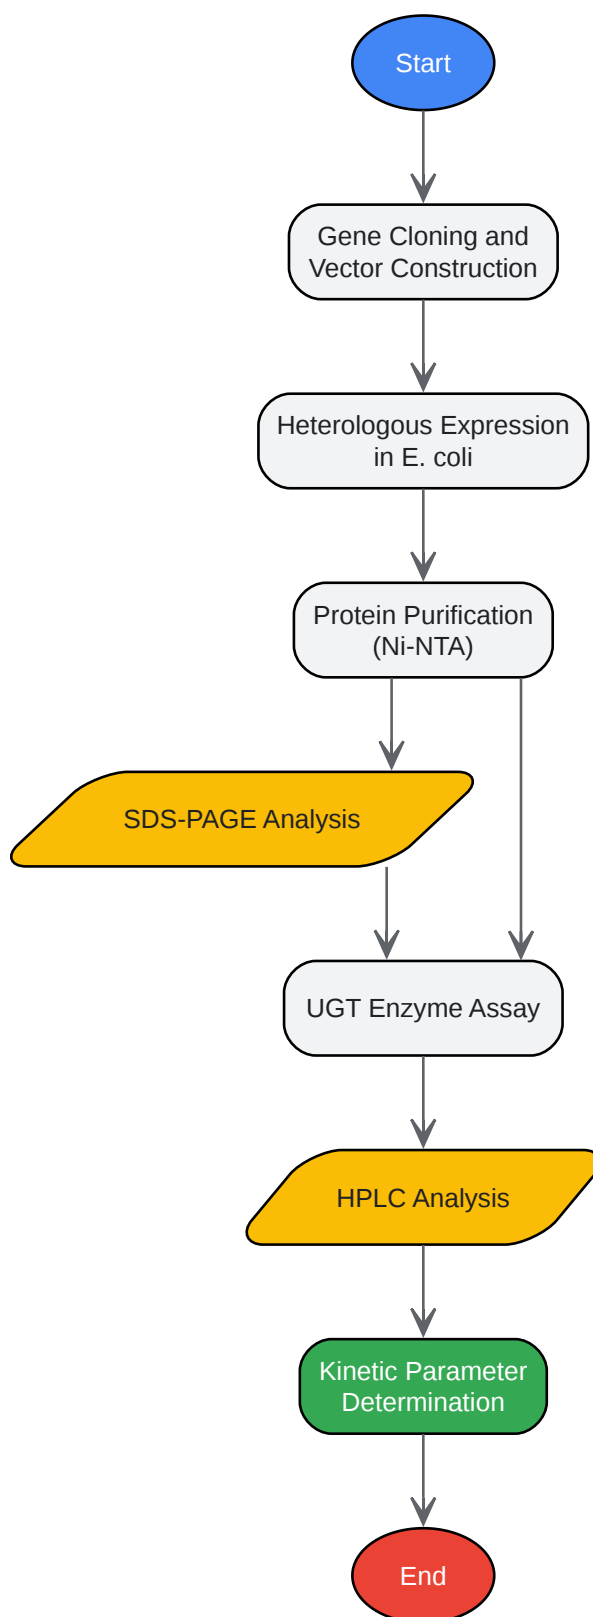 Start
Gene Cloning and
Vector Construction
Heterologous Expression
in E. coli
Protein Purification
(Ni-NTA)
SDS-PAGE Analysis
UGT Enzyme Assay
HPLC Analysis
Kinetic Parameter
Determination
End